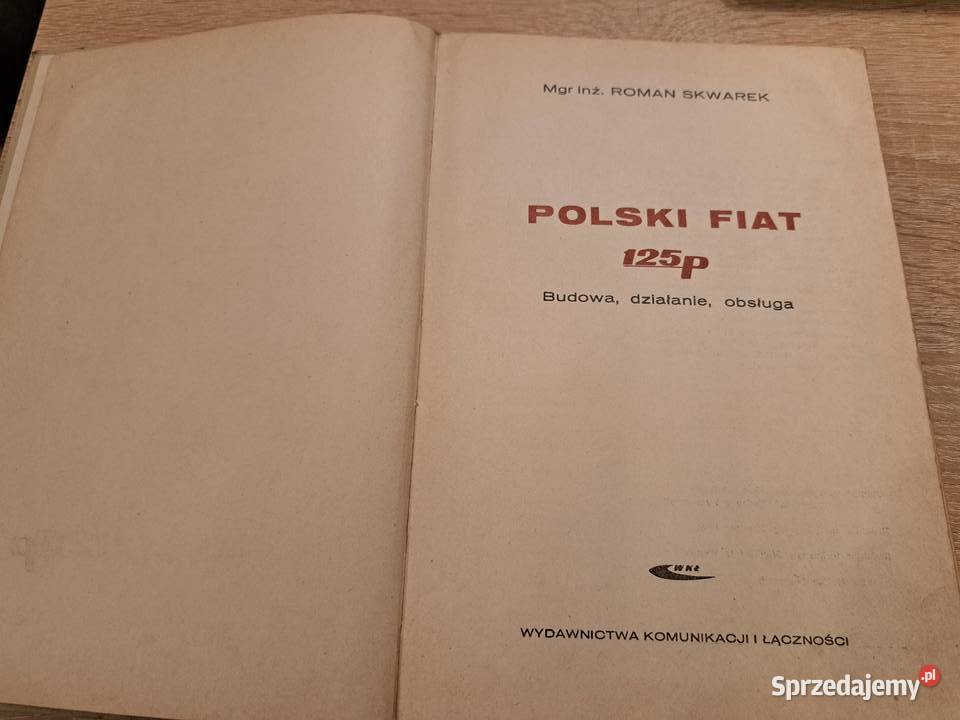 Mgr inż. ROMAN SKWAREK
POLSKI FIAT
125p
Budowa, działanie, obsługa
WKŁ
WYDAWNICTWA KOMUNIKACJI I ŁĄCZNOŚCI
Sprzedajemy.pl